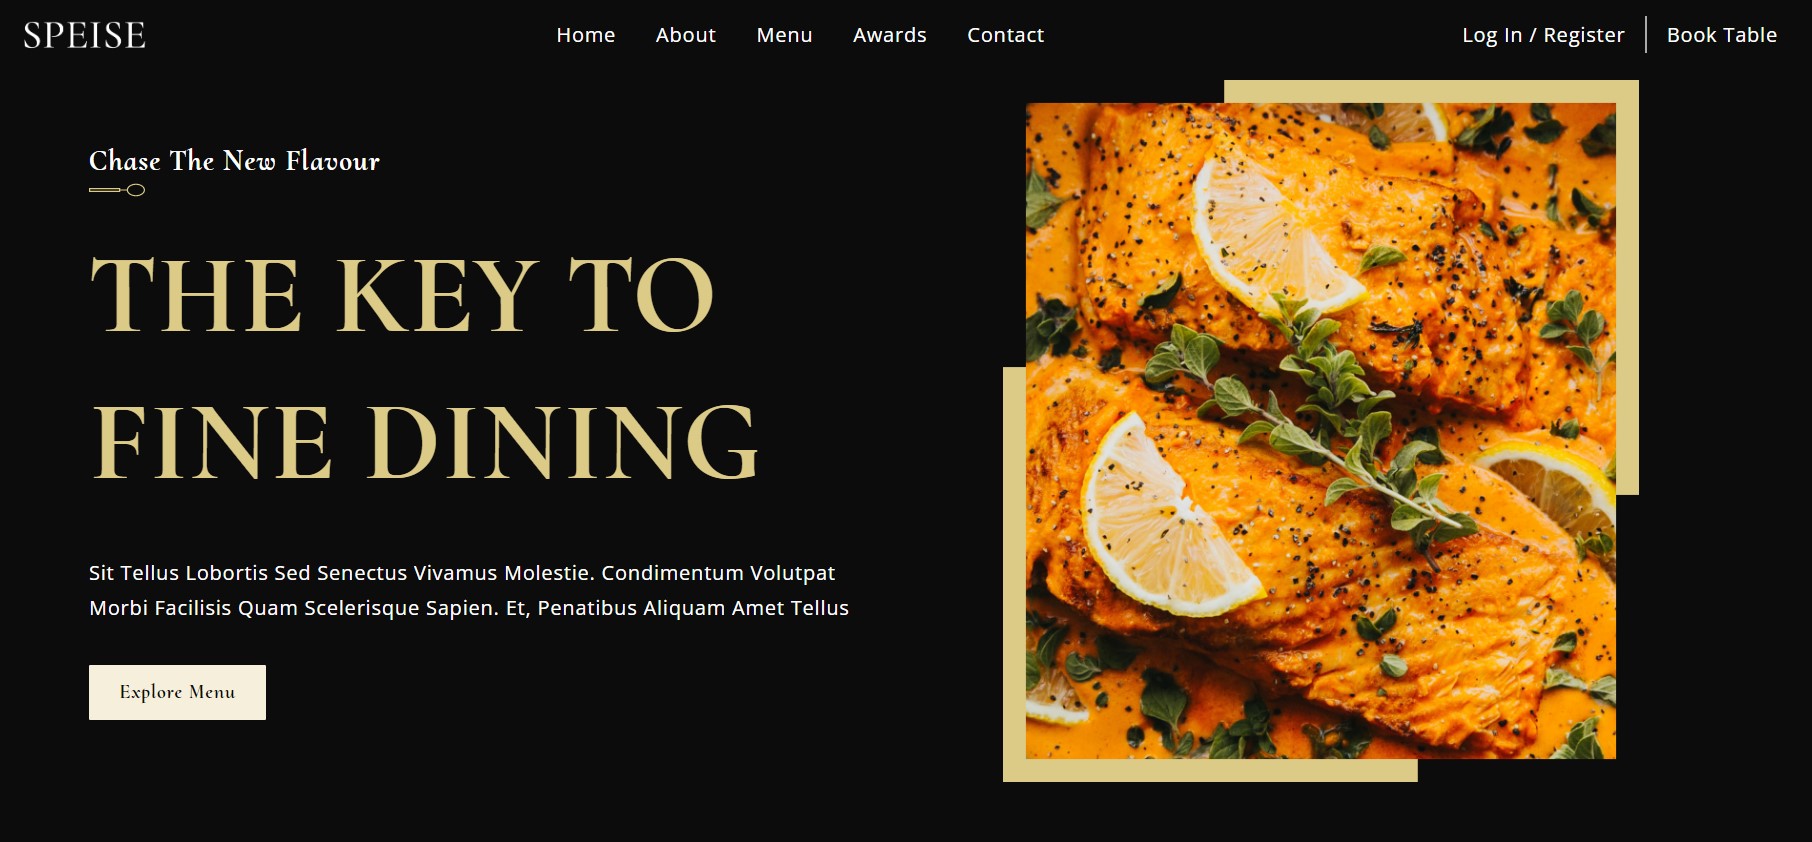 SPEISE
Home About Menu Awards Contact
Log In / Register
Book Table
Chase The New Flavour
THE KEY TO
FINE DINING
Sit Tellus Lobortis Sed Senectus Vivamus Molestie. Condimentum Volutpat
Morbi Facilisis Quam Scelerisque Sapien. Et, Penatibus Aliquam Amet Tellus
Explore Menu